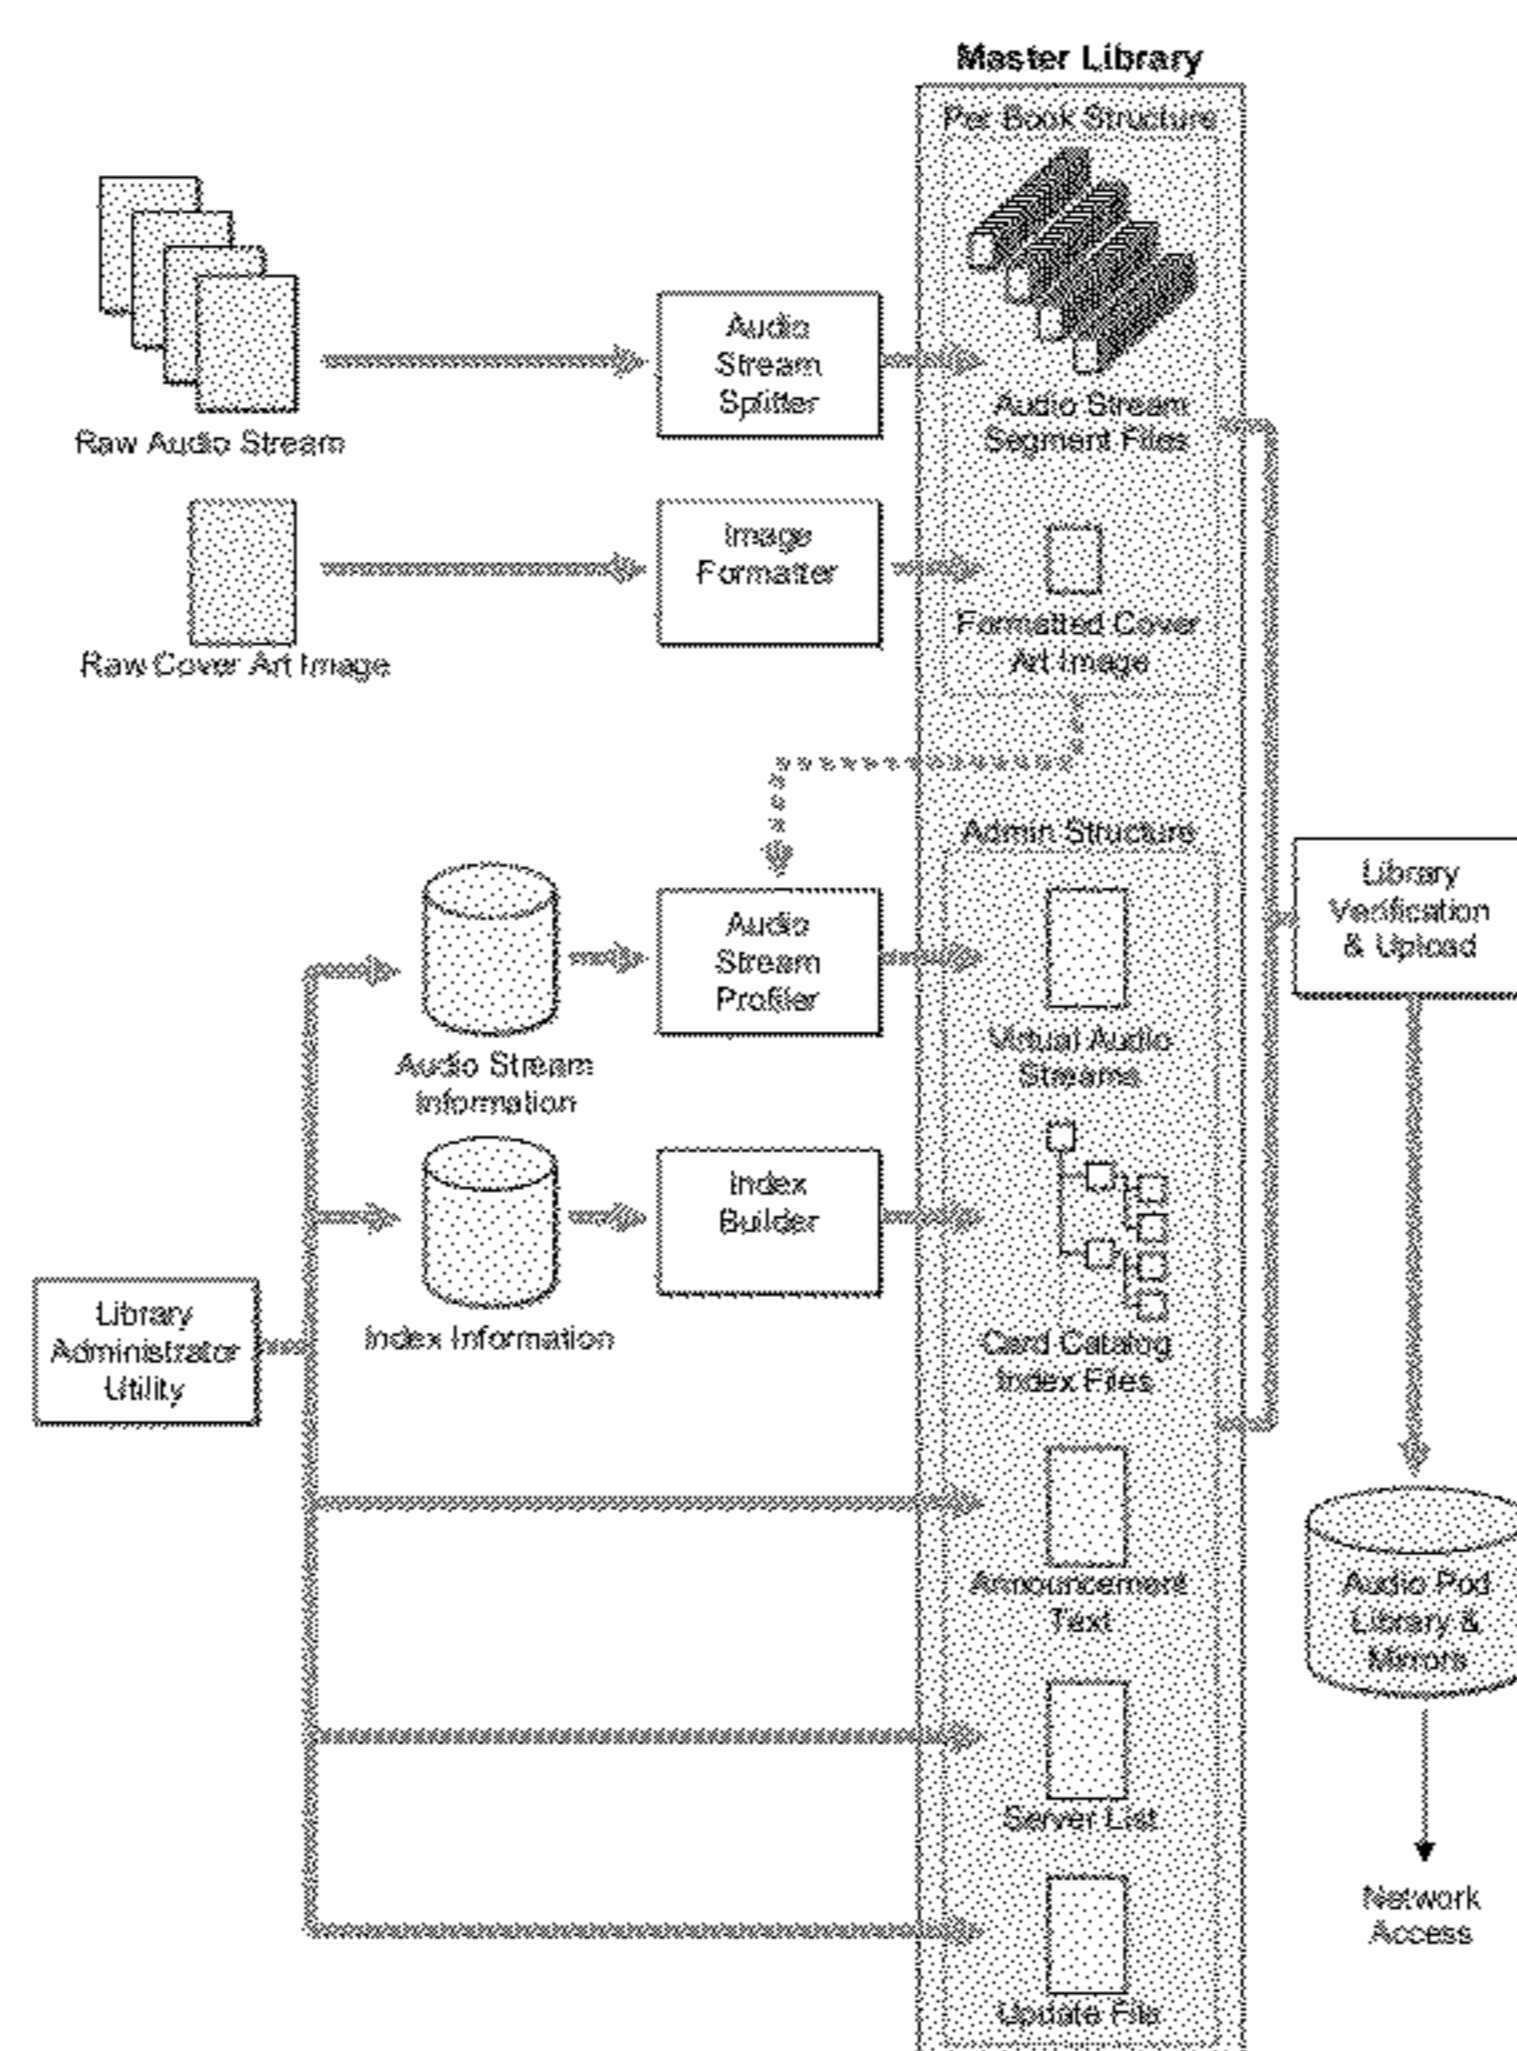 Master Library
Per Book Structure
Audio
Stream
Splitter
Audio Stream
Segment Files
Raw Audio Stream
Image
Formatter
Formatted Cover
Art Image
Raw Cover Art Image
Admin Structure
Library
Verification
& Upload
Audio
Stream
Profiler
Virtual Audio
Streams
Audio Stream
Information
Index
Builder
Library
Administrator
Utility
Index Information
Card Catalog
Index Files
Announcement
Text
Audio Pod
Library &
Mirrors
Server List
Network
Access
Update File